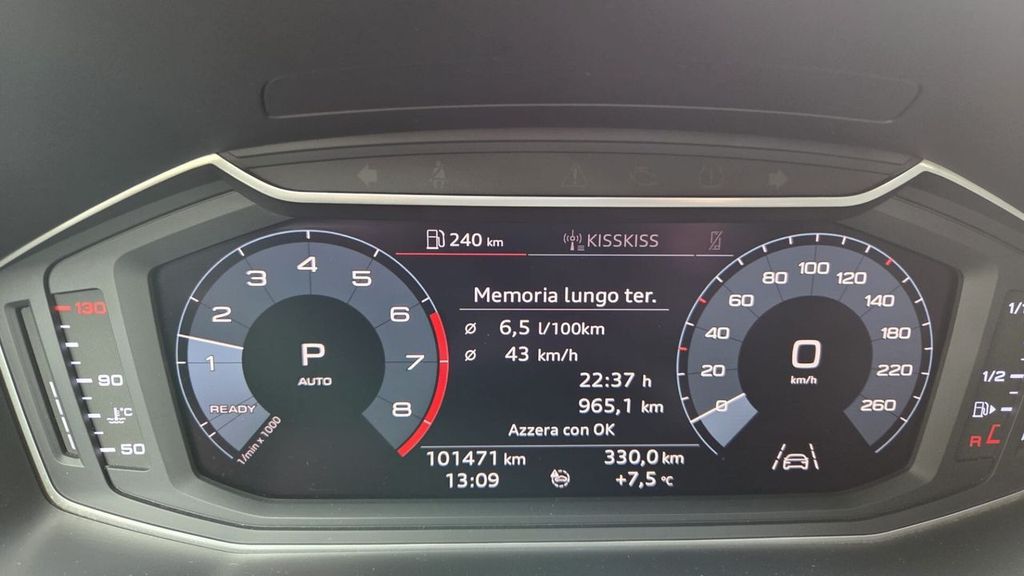 240 km
KISSKISS
1
2
3
4
5
6
7
8
READY
1/min x 1000
P
AUTO
Memoria lungo ter.
ø 6,5 l/100km
ø 43 km/h
22:37 h
965,1 km
Azzera con OK
101471 km 330,0 km
13:09 +7,5 °C
0
20
40
60
80
100
120
140
180
220
260
0
km/h
130
90
°C
50
1/2
R